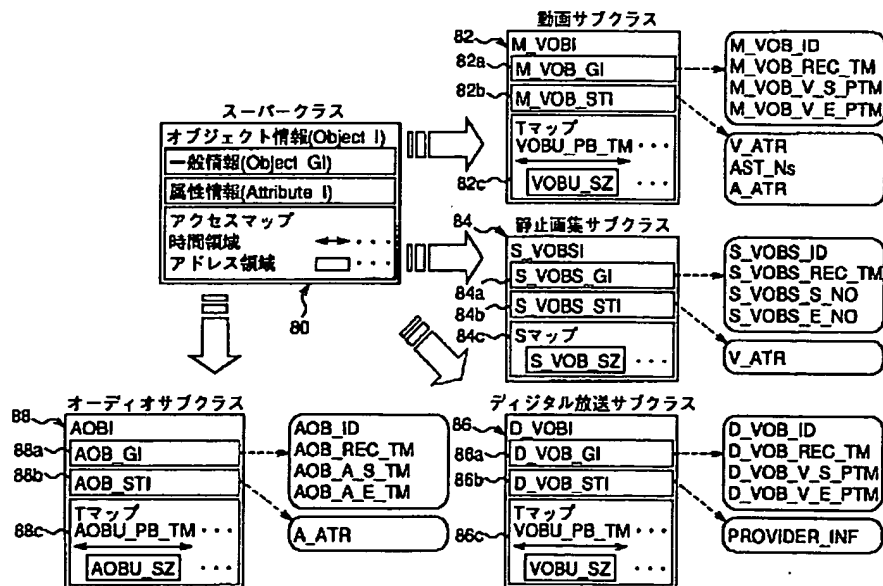 スーパークラス
オブジェクト情報(Object_I)
一般情報(Object_GI)
属性情報(Attribute_I)
アクセスマップ
時間領域 ・・・
アドレス領域 ・・・
80
動画サブクラス
82
M_VOBI
82a
M_VOB_GI
82b
M_VOB_STI
Tマップ
VOBU_PB_TM ・・・
82c
VOBU_SZ ・・・
M_VOB_ID
M_VOB_REC_TM
M_VOB_V_S_PTM
M_VOB_V_E_PTM
V_ATR
AST_Ns
A_ATR
静止画集サブクラス
84
S_VOBSI
S_VOBS_GI
84a
S_VOBS_STI
84b
Sマップ
84c
S_VOB_SZ ・・・
S_VOBS_ID
S_VOBS_REC_TM
S_VOBS_S_NO
S_VOBS_E_NO
V_ATR
オーディオサブクラス
88
AOBI
88a
AOB_GI
88b
AOB_STI
Tマップ
88c
AOBU_PB_TM ・・・
AOBU_SZ ・・・
AOB_ID
AOB_REC_TM
AOB_A_S_TM
AOB_A_E_TM
A_ATR
ディジタル放送サブクラス
86
D_VOBI
86a
D_VOB_GI
86b
D_VOB_STI
Tマップ
VOBU_PB_TM ・・・
86c
VOBU_SZ ・・・
D_VOB_ID
D_VOB_REC_TM
D_VOB_V_S_PTM
D_VOB_V_E_PTM
PROVIDER_INF